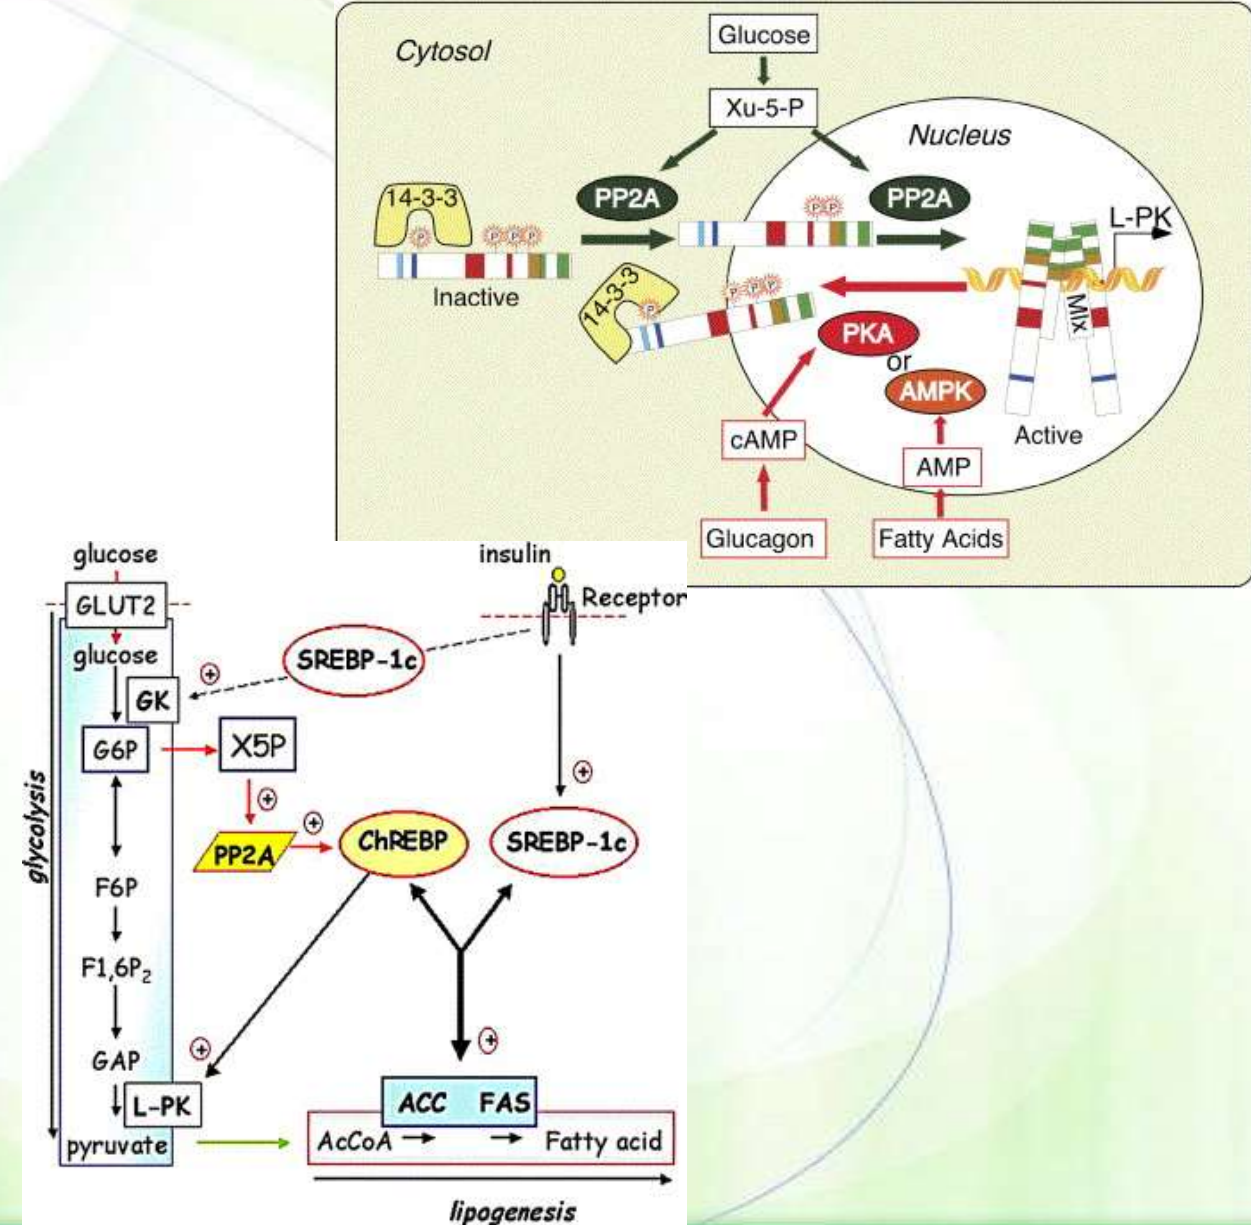 Cytosol
Glucose
Xu-5-P
Nucleus
14-3-3
P
P P P
PP2A
P P
PP2A
L-PK
Inactive
14-3-3
P
P P P
Mlx
PKA
or
AMPK
cAMP
AMP
Active
Glucagon
Fatty Acids
glucose
insulin
GLUT2
Receptor
glucose
SREBP-1c
+
GK
G6P
X5P
+
+
+
PP2A
ChREBP
SREBP-1c
glycolysis
F6P
F1,6P₂
GAP
+
+
L-PK
ACC FAS
pyruvate
AcCoA
Fatty acid
lipogenesis